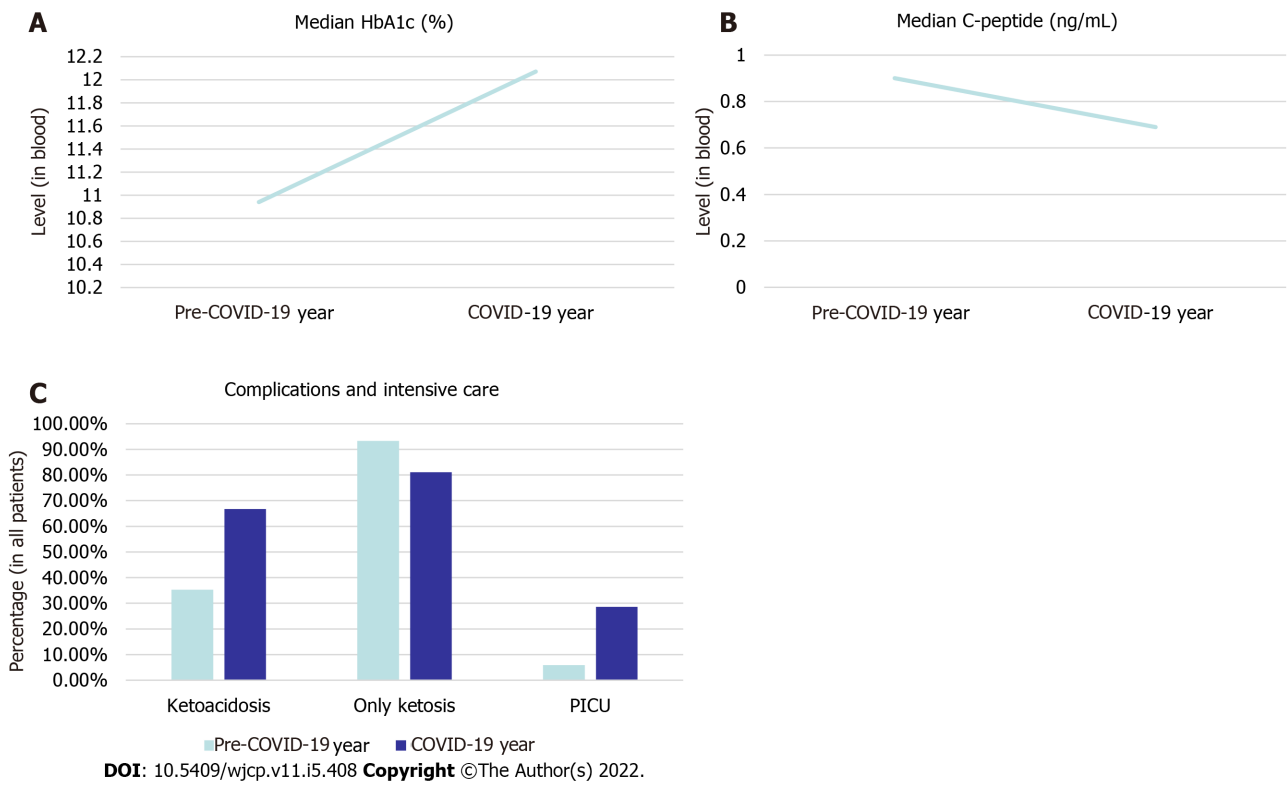 A
Median HbA1c (%)
Level (in blood)
12.2
12
11.8
11.6
11.4
11.2
11
10.8
10.6
10.4
10.2
Pre-COVID-19 year
COVID-19 year
B
Median C-peptide (ng/mL)
Level (in blood)
1
0.8
0.6
0.4
0.2
0
Pre-COVID-19 year
COVID-19 year
C
Complications and intensive care
Percentage (in all patients)
100.00%
90.00%
80.00%
70.00%
60.00%
50.00%
40.00%
30.00%
20.00%
10.00%
0.00%
Ketoacidosis
Only ketosis
PICU
Pre-COVID-19 year
COVID-19 year
DOI: 10.5409/wjcp.v11.i5.408 Copyright ©The Author(s) 2022.